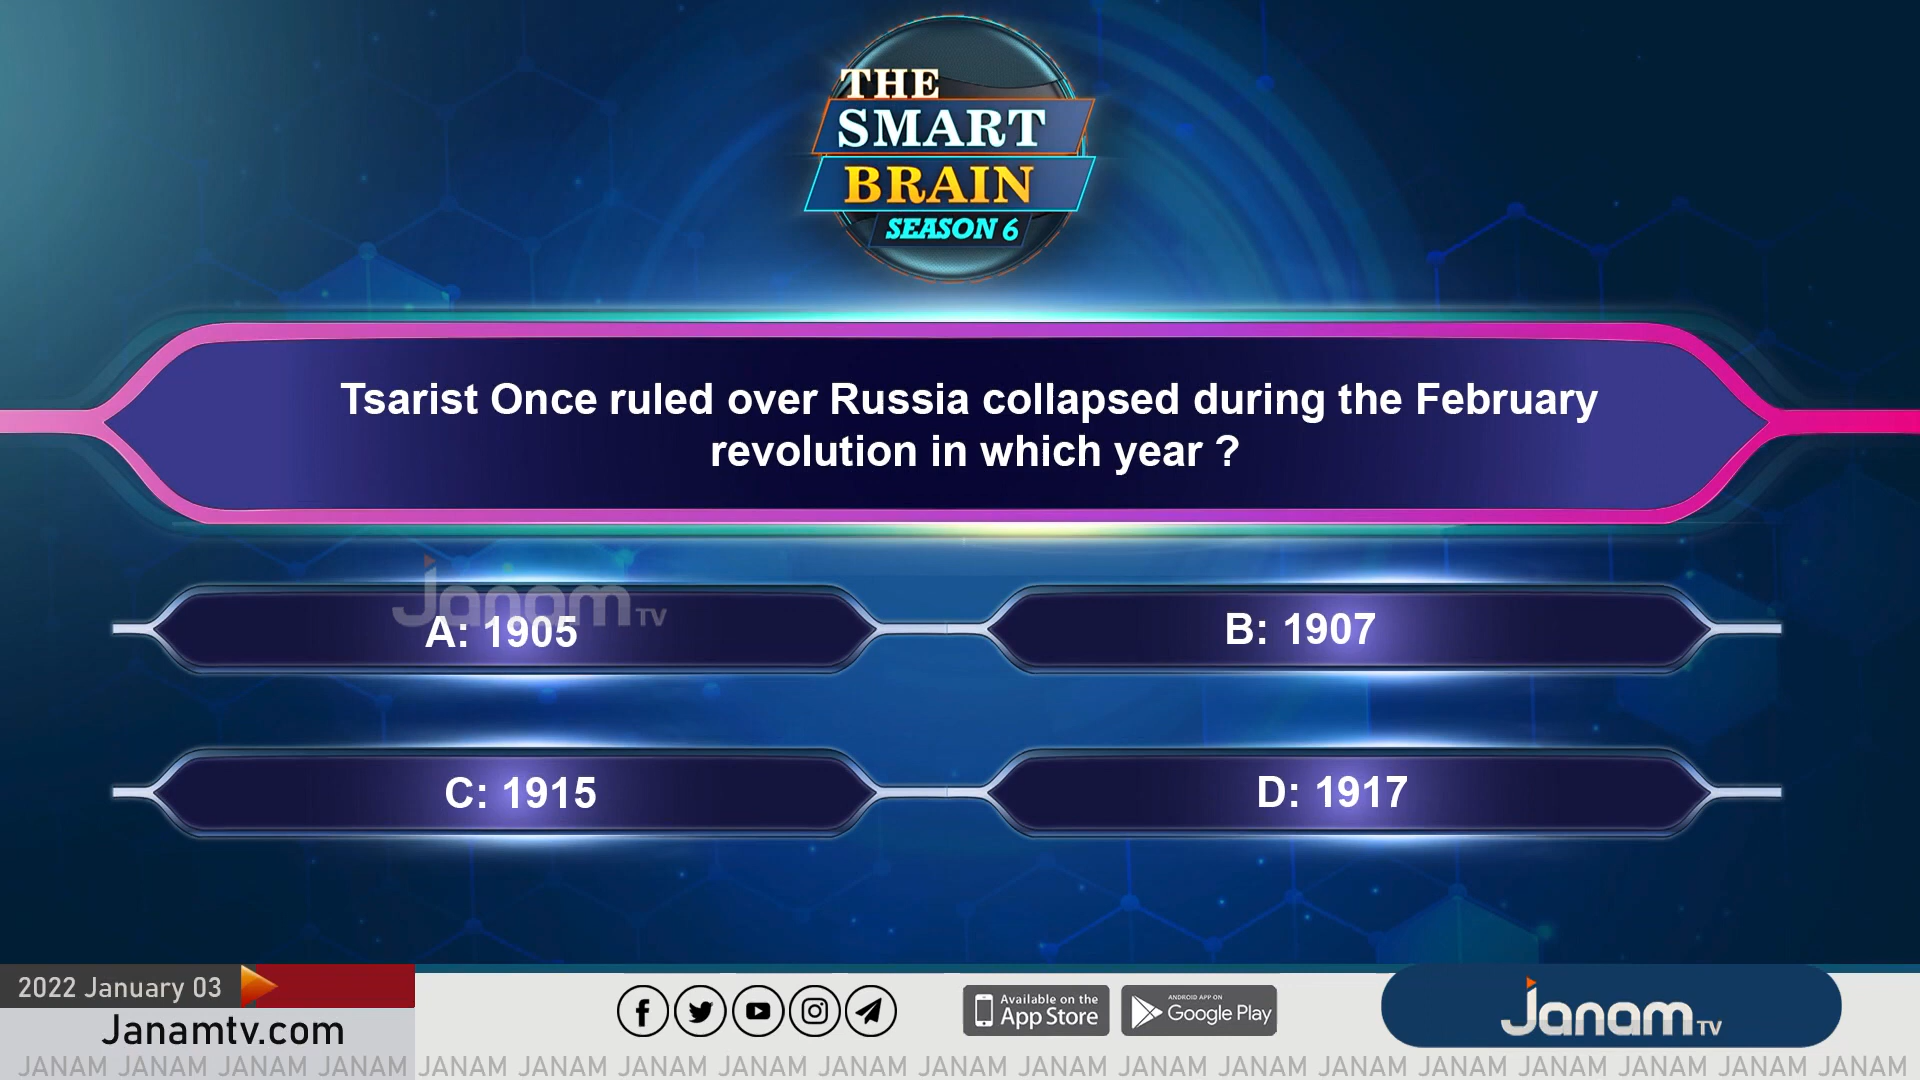 THE
SMART
BRAIN
SEASON 6
Tsarist Once ruled over Russia collapsed during the February
revolution in which year ?
Janam TV
A: 1905
B: 1907
C: 1915
D: 1917
2022 January 03
Janamtv.com
Available on the
App Store
ANDROID APP ON
Google Play
Janam TV
JANAM JANAM JANAM JANAM JANAM JANAM JANAM JANAM JANAM JANAM JANAM JANAM JANAM JANAM JANAM JANAM JANAM JANAM JANAM